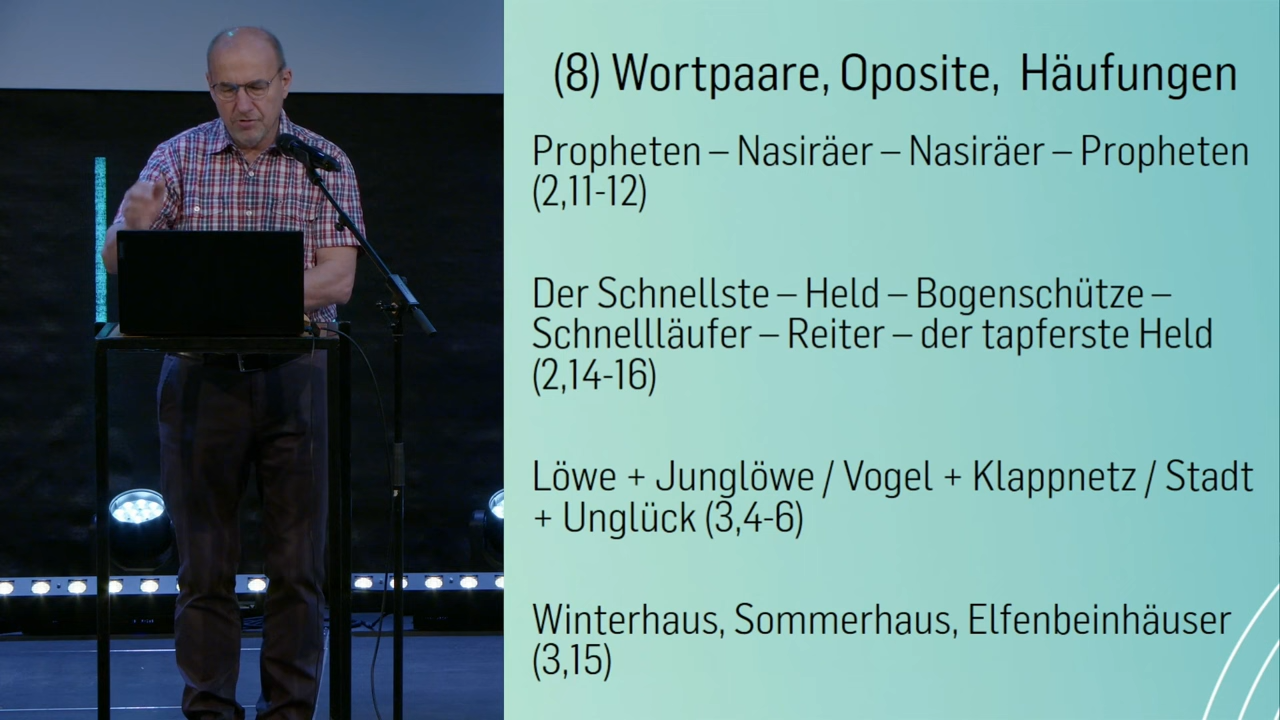 (8) Wortpaare, Oposite, Häufungen
Propheten – Nasiräer – Nasiräer – Propheten
(2,11-12)
Der Schnellste – Held – Bogenschütze –
Schnellläufer – Reiter – der tapferste Held
(2,14-16)
Löwe + Junglöwe / Vogel + Klappnetz / Stadt
+ Unglück (3,4-6)
Winterhaus, Sommerhaus, Elfenbeinhäuser
(3,15)